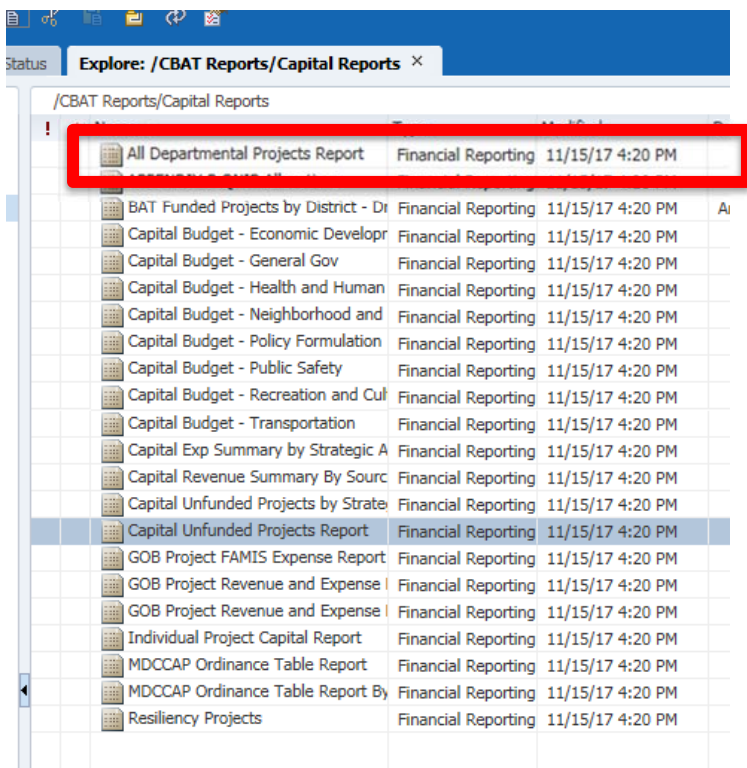 Status Explore: /CBAT Reports/Capital Reports ×
/CBAT Reports/Capital Reports
!
All Departmental Projects Report Financial Reporting 11/15/17 4:20 PM
BAT Funded Projects by District - Financial Reporting 11/15/17 4:20 PM
Capital Budget - Economic Developr Financial Reporting 11/15/17 4:20 PM
Capital Budget - General Gov Financial Reporting 11/15/17 4:20 PM
Capital Budget - Health and Human Financial Reporting 11/15/17 4:20 PM
Capital Budget - Neighborhood and Financial Reporting 11/15/17 4:20 PM
Capital Budget - Policy Formulation Financial Reporting 11/15/17 4:20 PM
Capital Budget - Public Safety Financial Reporting 11/15/17 4:20 PM
Capital Budget - Recreation and Cul Financial Reporting 11/15/17 4:20 PM
Capital Budget - Transportation Financial Reporting 11/15/17 4:20 PM
Capital Exp Summary by Strategic A Financial Reporting 11/15/17 4:20 PM
Capital Revenue Summary By Sourc Financial Reporting 11/15/17 4:20 PM
Capital Unfunded Projects by Strate Financial Reporting 11/15/17 4:20 PM
Capital Unfunded Projects Report Financial Reporting 11/15/17 4:20 PM
GOB Project FAMIS Expense Report Financial Reporting 11/15/17 4:20 PM
GOB Project Revenue and Expense Financial Reporting 11/15/17 4:20 PM
GOB Project Revenue and Expense Financial Reporting 11/15/17 4:20 PM
Individual Project Capital Report Financial Reporting 11/15/17 4:20 PM
MDCCAP Ordinance Table Report Financial Reporting 11/15/17 4:20 PM
MDCCAP Ordinance Table Report By Financial Reporting 11/15/17 4:20 PM
Resiliency Projects Financial Reporting 11/15/17 4:20 PM